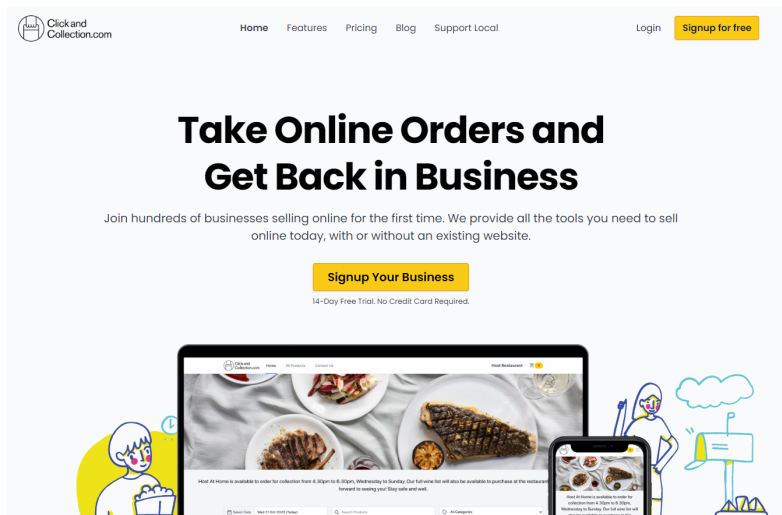 Click and
Collection.com
Home Features Pricing Blog Support Local
Login Signup for free
Take Online Orders and
Get Back in Business
Join hundreds of businesses selling online for the first time. We provide all the tools you need to sell
online today, with or without an existing website.
Signup Your Business
14-Day Free Trial. No Credit Card Required.
Click and
Collection.com
Home All Products Contact Us
Host Restaurant
Host At Home is available to order for collection from 4.30pm to 6.30pm, Wednesday to Sunday. Our full wine list will also be available to purchase at the restaurant
forward to seeing you! Stay safe and well.
Select Date Wed 21 Oct 2020 (Today) Search Products All Categories
Host At Home is available to order for
collection from 4.30pm to 6.30pm,
Wednesday to Sunday. Our full wine list will